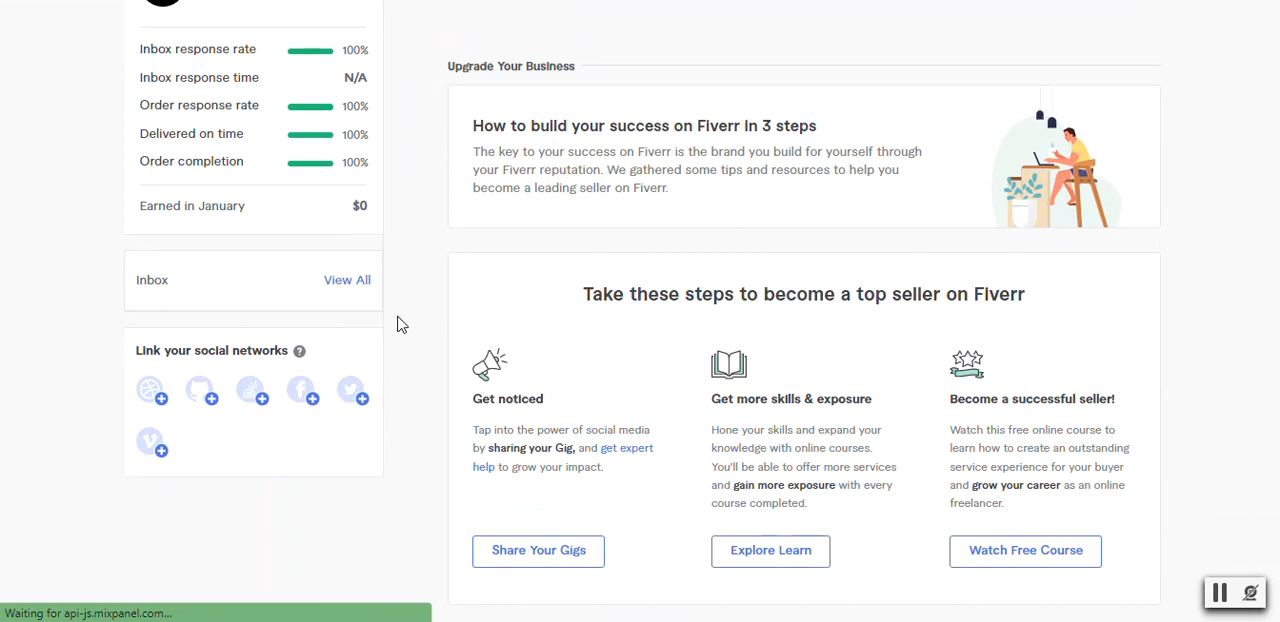 Inbox response rate 100%
Inbox response time N/A
Order response rate 100%
Delivered on time 100%
Order completion 100%
Earned in January $0
Inbox View All
Link your social networks ?
Upgrade Your Business
How to build your success on Fiverr in 3 steps
The key to your success on Fiverr is the brand you build for yourself through
your Fiverr reputation. We gathered some tips and resources to help you
become a leading seller on Fiverr.
Take these steps to become a top seller on Fiverr
Get noticed
Tap into the power of social media
by sharing your Gig, and get expert
help to grow your impact.
Share Your Gigs
Get more skills & exposure
Hone your skills and expand your
knowledge with online courses.
You'll be able to offer more services
and gain more exposure with every
course completed.
Explore Learn
Become a successful seller!
Watch this free online course to
learn how to create an outstanding
service experience for your buyer
and grow your career as an online
freelancer.
Watch Free Course
Waiting for api-js.mixpanel.com...